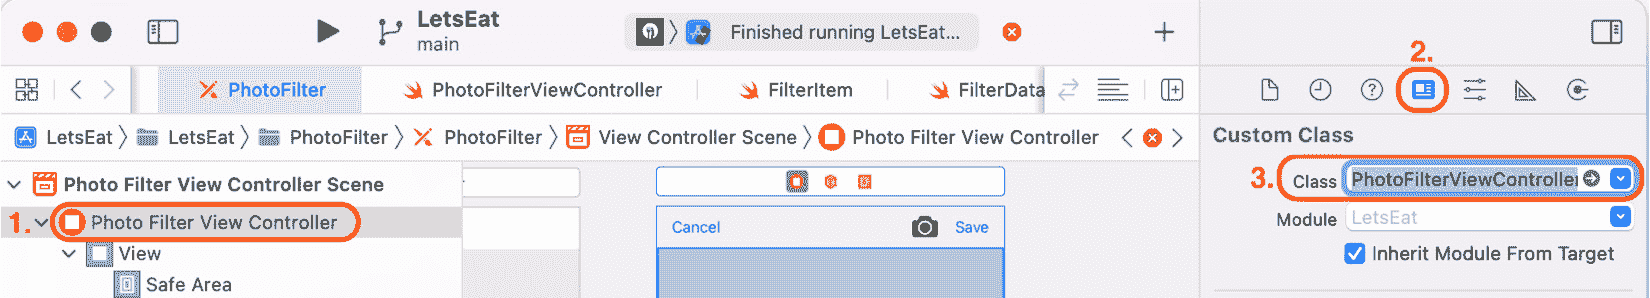 LetsEat
main
Finished running LetsEat...
2.
PhotoFilter
PhotoFilterViewController
FilterItem
FilterData
LetsEat
LetsEat
PhotoFilter
PhotoFilter
View Controller Scene
Photo Filter View Controller
Custom Class
3.
Class
PhotoFilterViewController
Module
LetsEat
Inherit Module From Target
Photo Filter View Controller Scene
1.
Photo Filter View Controller
View
Safe Area
Cancel
Save